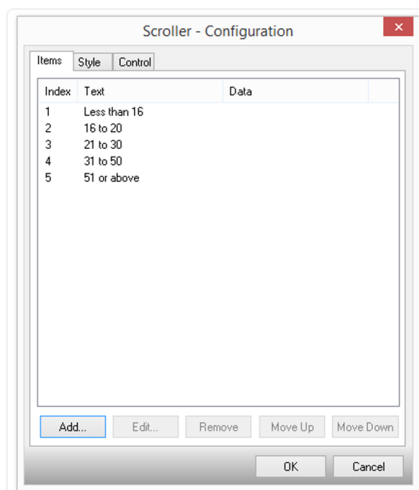 Scroller - Configuration
Items Style Control
Index Text Data
1 Less than 16
2 16 to 20
3 21 to 30
4 31 to 50
5 51 or above
Add... Edit... Remove Move Up Move Down
OK Cancel